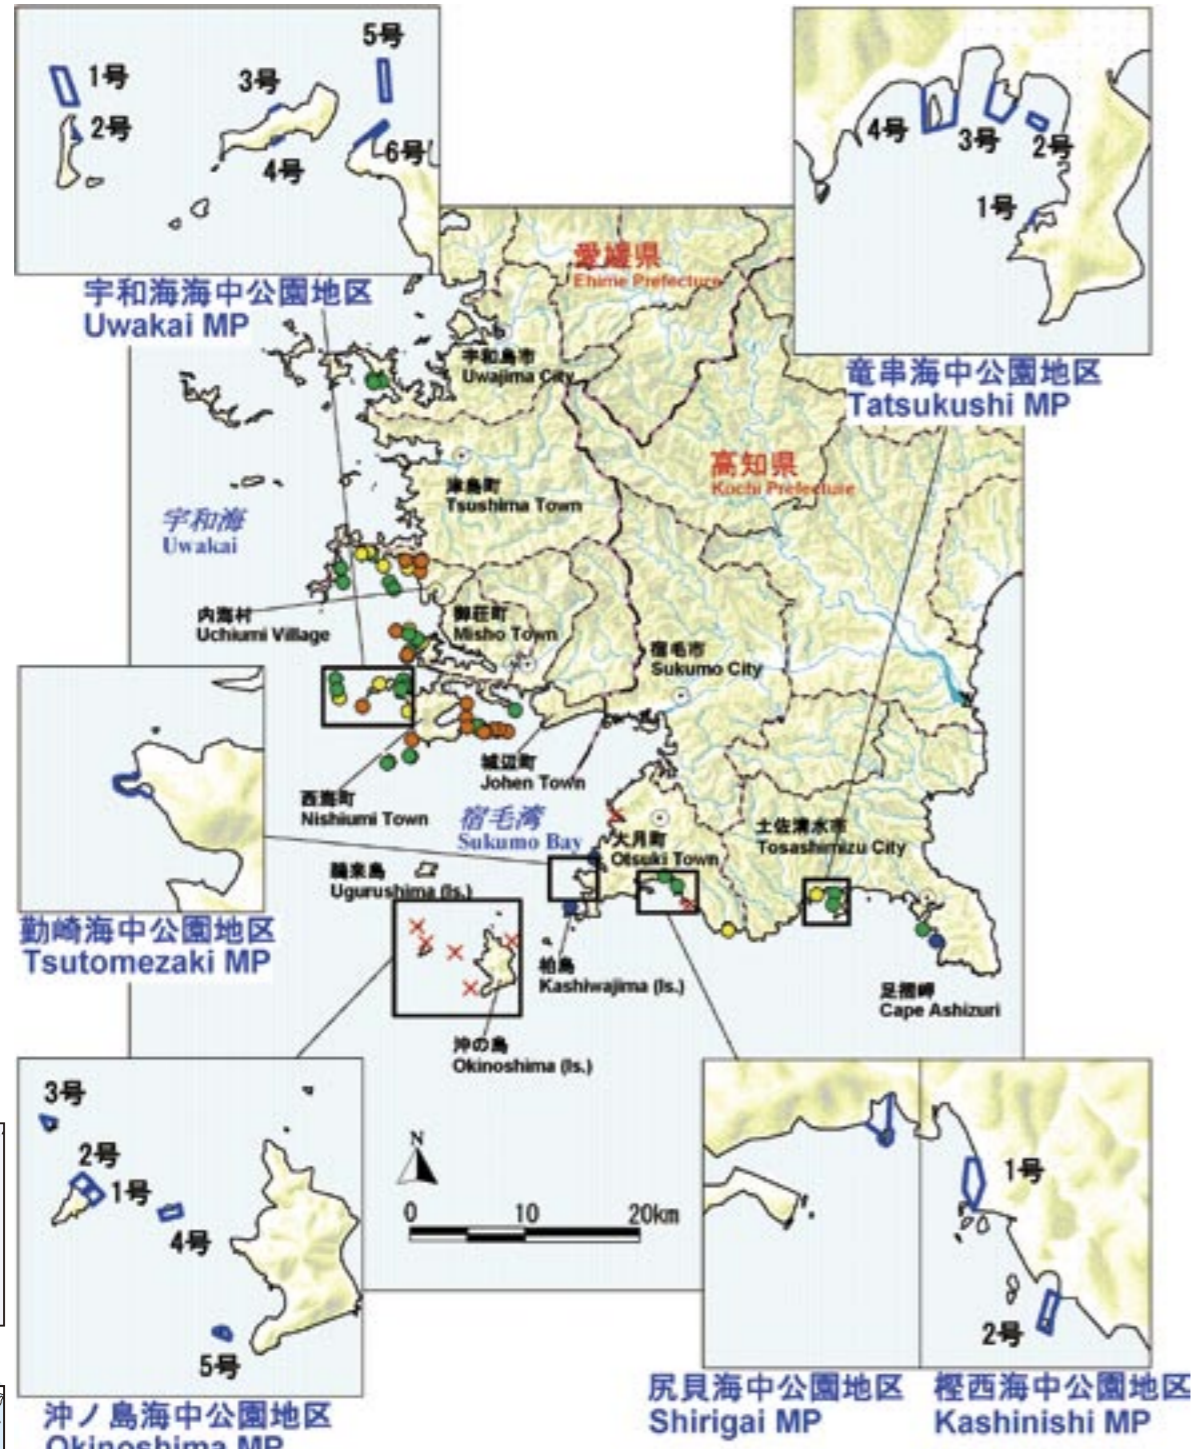 5号
1号
3号
2号
4号
6号
宇和海海中公園地区
Uwakai MP
4号
3号
2号
1号
竜串海中公園地区
Tatsukushi MP
愛媛県
Ehime Prefecture
宇和島市
Uwajima City
高知県
Kochi Prefecture
津島町
Tsushima Town
宇和海
Uwakai
内海村
Uchiumi Village
御荘町
Misho Town
宿毛市
Sukumo City
城辺町
Johen Town
西海町
Nishiumi Town
宿毛湾
Sukumo Bay
大月町
Otsuki Town
土佐清水市
Tosashimizu City
鵜来島
Ugurushima (Is.)
勤崎海中公園地区
Tsutomezaki MP
柏島
Kashiwajima (Is.)
足摺岬
Cape Ashizuri
沖の島
Okinoshima (Is.)
3号
2号
1号
4号
5号
沖ノ島海中公園地区
Okinoshima MP
N
0 10 20km
1号
2号
尻貝海中公園地区
Shirigai MP
樫西海中公園地区
Kashinishi MP